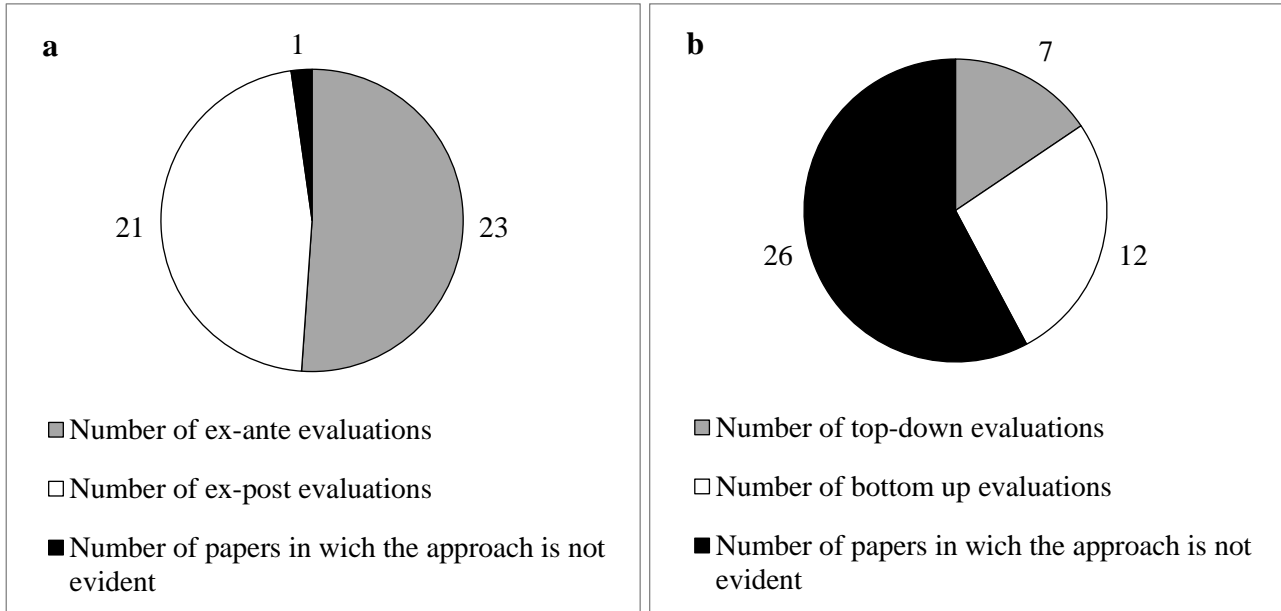 a
1
21
23
Number of ex-ante evaluations
Number of ex-post evaluations
Number of papers in wich the approach is not
evident
b
7
26
12
Number of top-down evaluations
Number of bottom up evaluations
Number of papers in wich the approach is not
evident